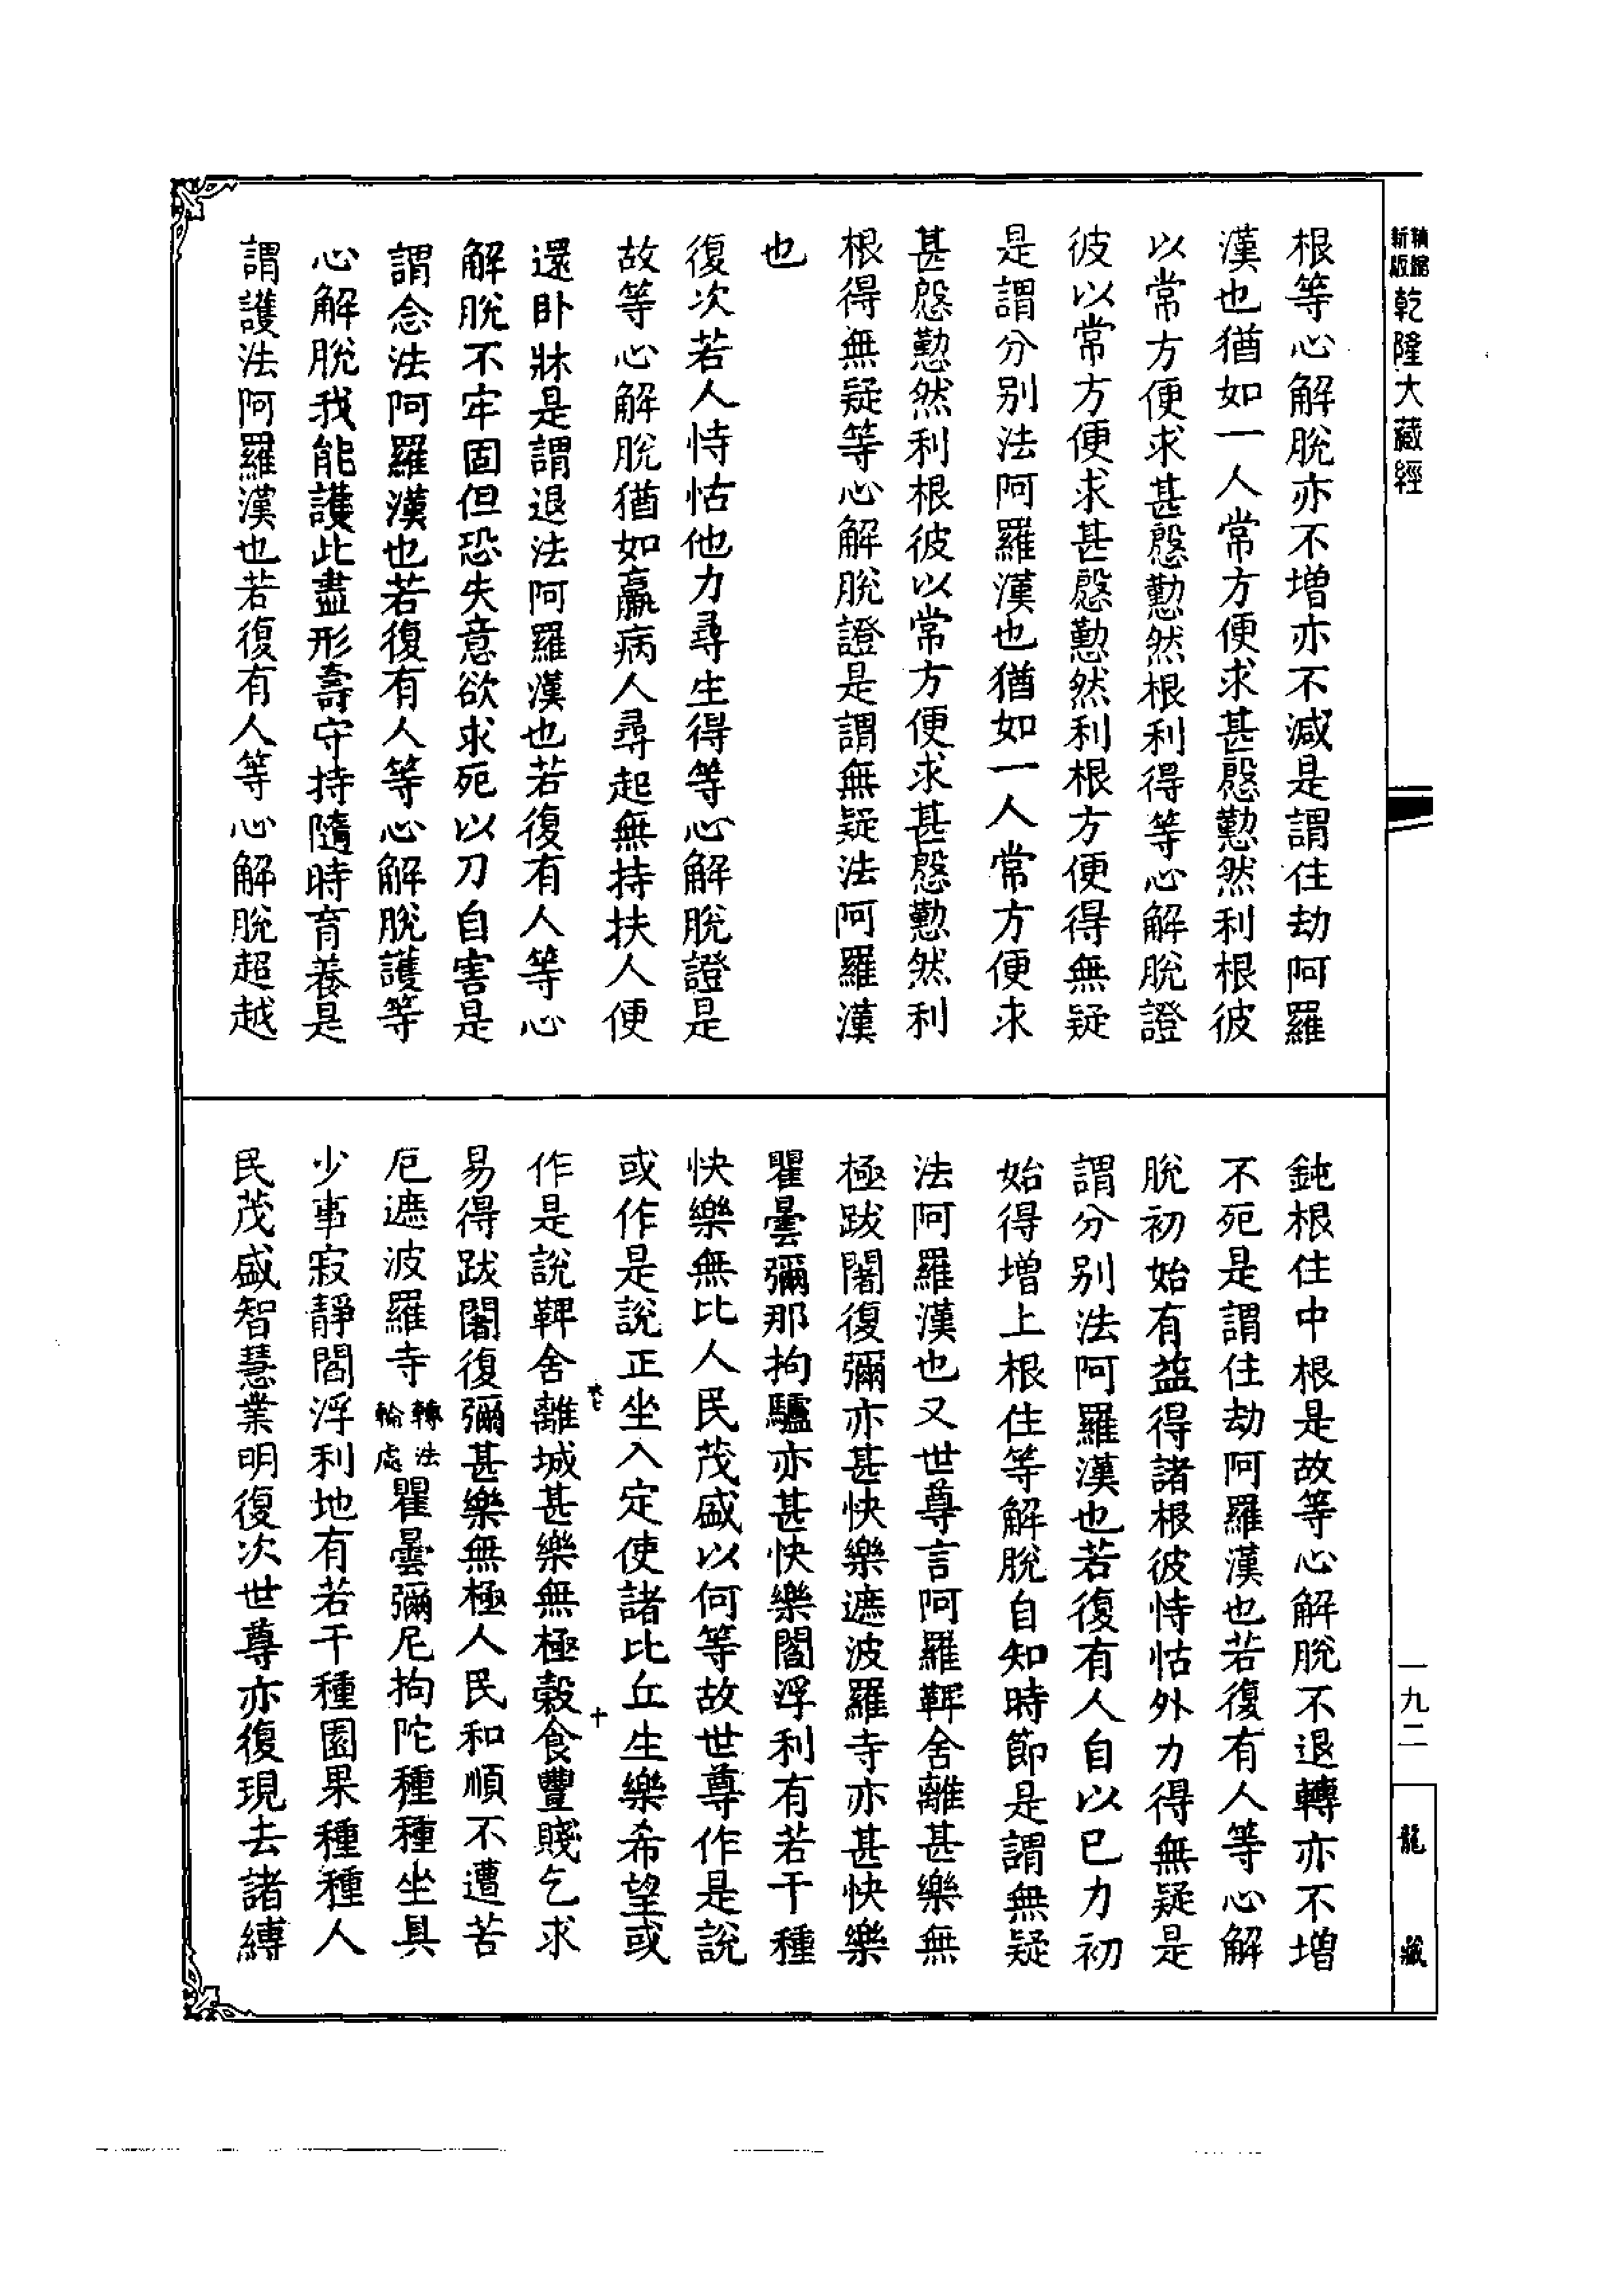 新版
乾隆大藏經
根等心解脫亦不增亦不減是謂住劫阿羅
漢也猶如一人常方便求甚慇懃然利根彼
以常方便求甚慇懃然根利得等心解脫證
彼以常方便求甚慇懃然利根方便得無疑
是謂分別法阿羅漢也猶如一人常方便求
甚慇懃然利根彼以常方便求甚慇懃然利
根得無疑等心解脫證是謂無疑法阿羅漢
也
復次若人恃怙他力尋生得等心解脫證是
故等心解脫猶如羸病人尋起無持扶人便
還卧牀是謂退法阿羅漢也若復有人等心
解脫不牢固但恐失意欲求死以刀自害是
謂念法阿羅漢也若復有人等心解脫護等
心解脫我能護此盡形壽守持隨時育養是
謂護法阿羅漢也若復有人等心解脫超越
鈍根住中根是故等心解脫不退轉亦不增
不死是謂住劫阿羅漢也若復有人等心解
脫初始有益得諸根彼恃怙外力得無疑是
謂分別法阿羅漢也若復有人自以已力初
始得增上根住等解脫自知時節是謂無疑
法阿羅漢也又世尊言阿羅鞞舍離甚樂無
極跋闍復彌亦甚快樂遮波羅寺亦甚快樂
瞿曇彌那拘驢亦甚快樂閻浮利有若干種
快樂無比人民茂盛以何等故世尊作是說
或作是說正坐入定使諸比丘生樂希望或
作是說鞞舍離城甚樂無極榖食豐賤乞求
易得跋闍復彌甚樂無極人民和順不遭苦
厄遮波羅寺轉法輪處瞿曇彌尼拘陀種種坐具
少事寂靜閻浮利地有若干種園果種種人
民茂盛智慧業明復次世尊亦復現去諸縛
十
一九二
龍藏